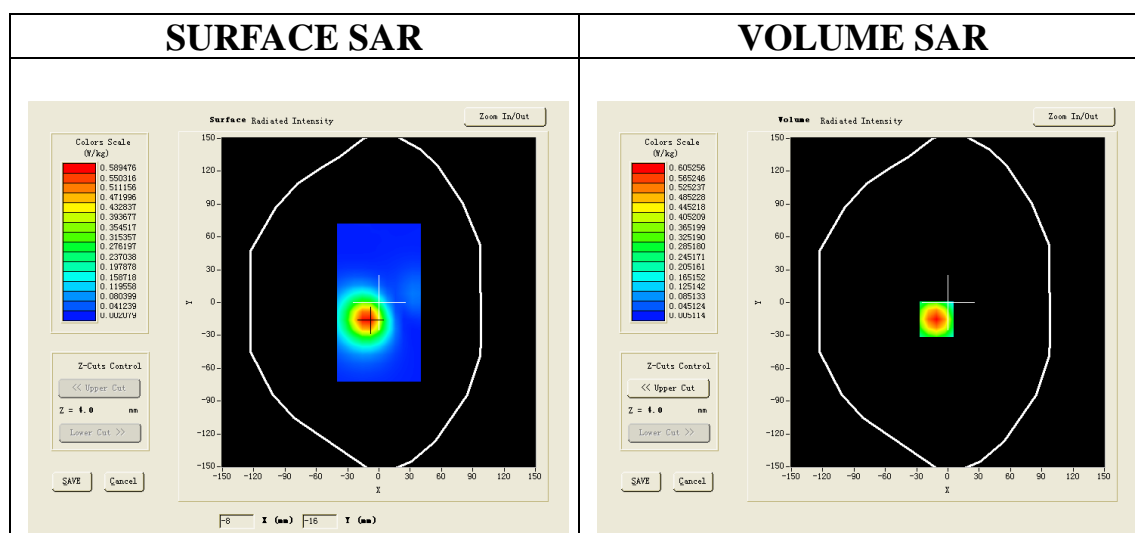 SURFACE SAR
VOLUME SAR
Surface Radiated Intensity
Zoom In/Out
Colors Scale
(W/kg)
0.589476
0.550316
0.511156
0.471996
0.432837
0.393677
0.354517
0.315357
0.276197
0.237038
0.197878
0.158718
0.119558
0.080399
0.041239
0.002079
150
120
90
60
30
0
-30
-60
-90
-120
-150
Y
-150 -120 -90 -60 -30 0 30 60 90 120 150
X
Z-Cuts Control
<< Upper Cut
Z = 4.0 mm
Lower Cut >>
SAVE Cancel
-8 X (mm) -16 Y (mm)
Volume Radiated Intensity
Zoom In/Out
Colors Scale
(W/kg)
0.605256
0.565246
0.525237
0.485228
0.445218
0.405209
0.365199
0.325190
0.285180
0.245171
0.205161
0.165152
0.125142
0.085133
0.045124
0.005114
150
120
90
60
30
0
-30
-60
-90
-120
-150
Y
-150 -120 -90 -60 -30 0 30 60 90 120 150
X
Z-Cuts Control
<< Upper Cut
Z = 4.0 mm
Lower Cut >>
SAVE Cancel